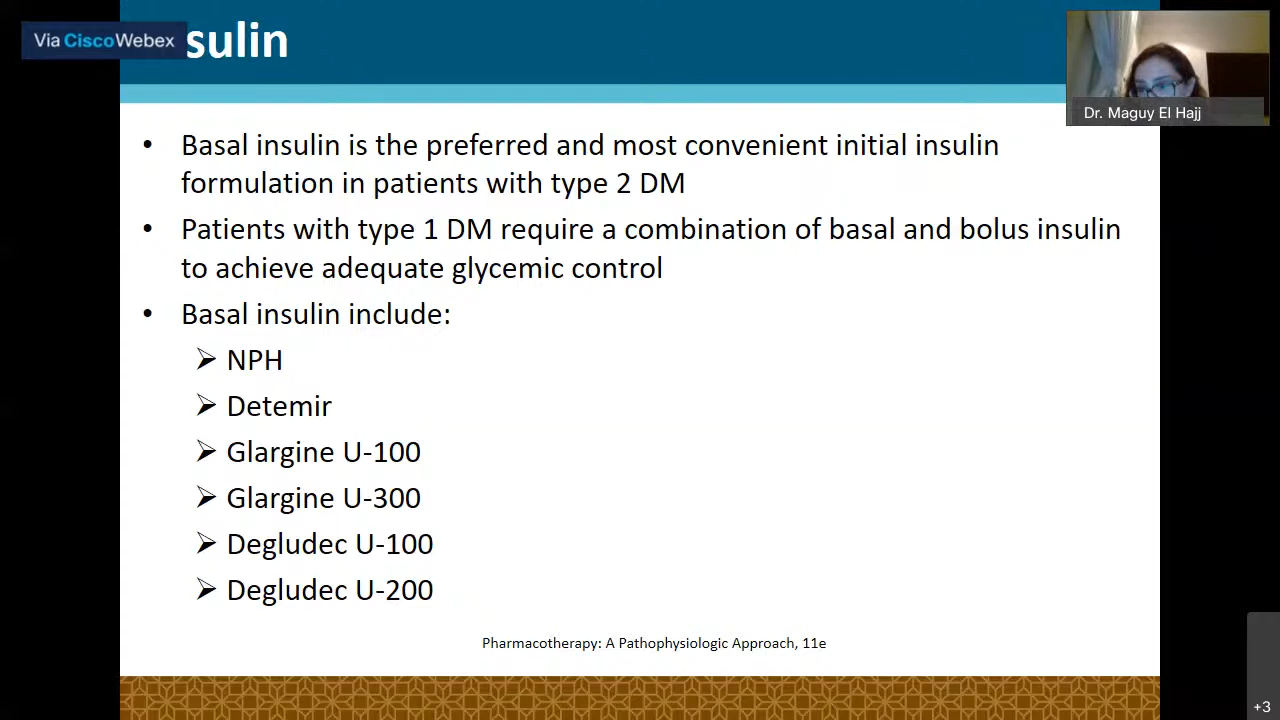 Via CiscoWebex
sulin
Dr. Maguy El Hajj
• Basal insulin is the preferred and most convenient initial insulin
formulation in patients with type 2 DM
• Patients with type 1 DM require a combination of basal and bolus insulin
to achieve adequate glycemic control
• Basal insulin include:
➢ NPH
➢ Detemir
➢ Glargine U-100
➢ Glargine U-300
➢ Degludec U-100
➢ Degludec U-200
Pharmacotherapy: A Pathophysiologic Approach, 11e
+3